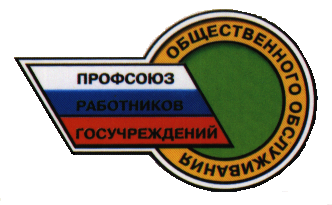 ПРОФСОЮЗ
РАБОТНИКОВ
ГОСУЧРЕЖДЕНИЙ
ОБЩЕСТВЕННОГО ОБСЛУЖИВАНИЯ